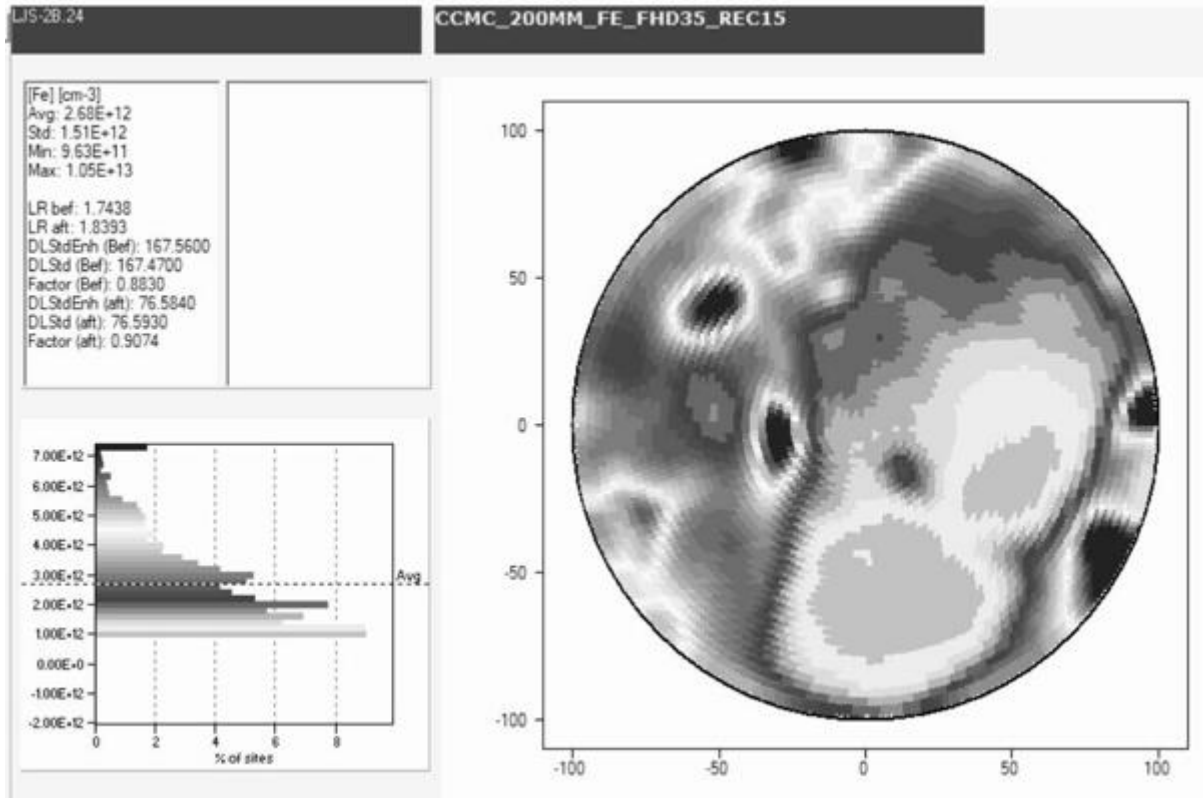 LJS-2B.24
CCMC_200MM_FE_FHD35_REC15
[Fe] [cm-3]
Avg: 2.68E+12
Std: 1.51E+12
Min: 9.63E+11
Max: 1.05E+13
LR bef: 1.7438
LR aft: 1.8393
DLStdEnh (Bef): 167.5600
DLStd (Bef): 167.4700
Factor (Bef): 0.8830
DLStdEnh (aft): 76.5840
DLStd (aft): 76.5930
Factor (aft): 0.9074
7.00E+12
6.00E+12
5.00E+12
4.00E+12
3.00E+12
2.00E+12
1.00E+12
0.00E+0
-1.00E+12
-2.00E+12
Avg
0 2 4 6 8
% of sites
100
50
0
-50
-100
-100 -50 0 50 100